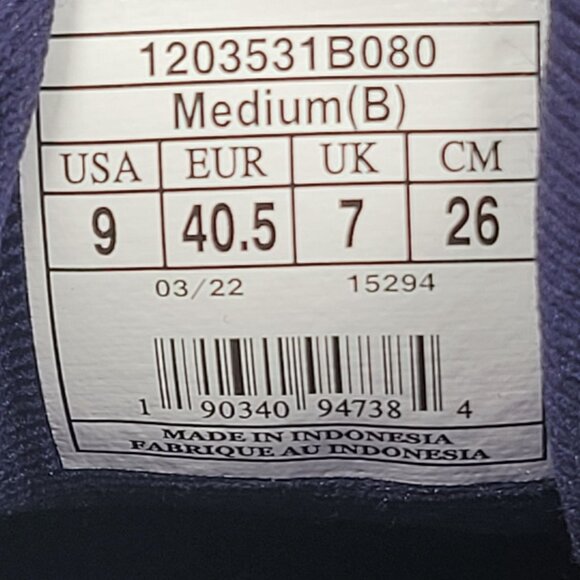 1203531B080
Medium(B)
USA EUR UK CM
9 40.5 7 26
03/22 15294
1 90340 94738 4
MADE IN INDONESIA
FABRIQUE AU INDONESIA